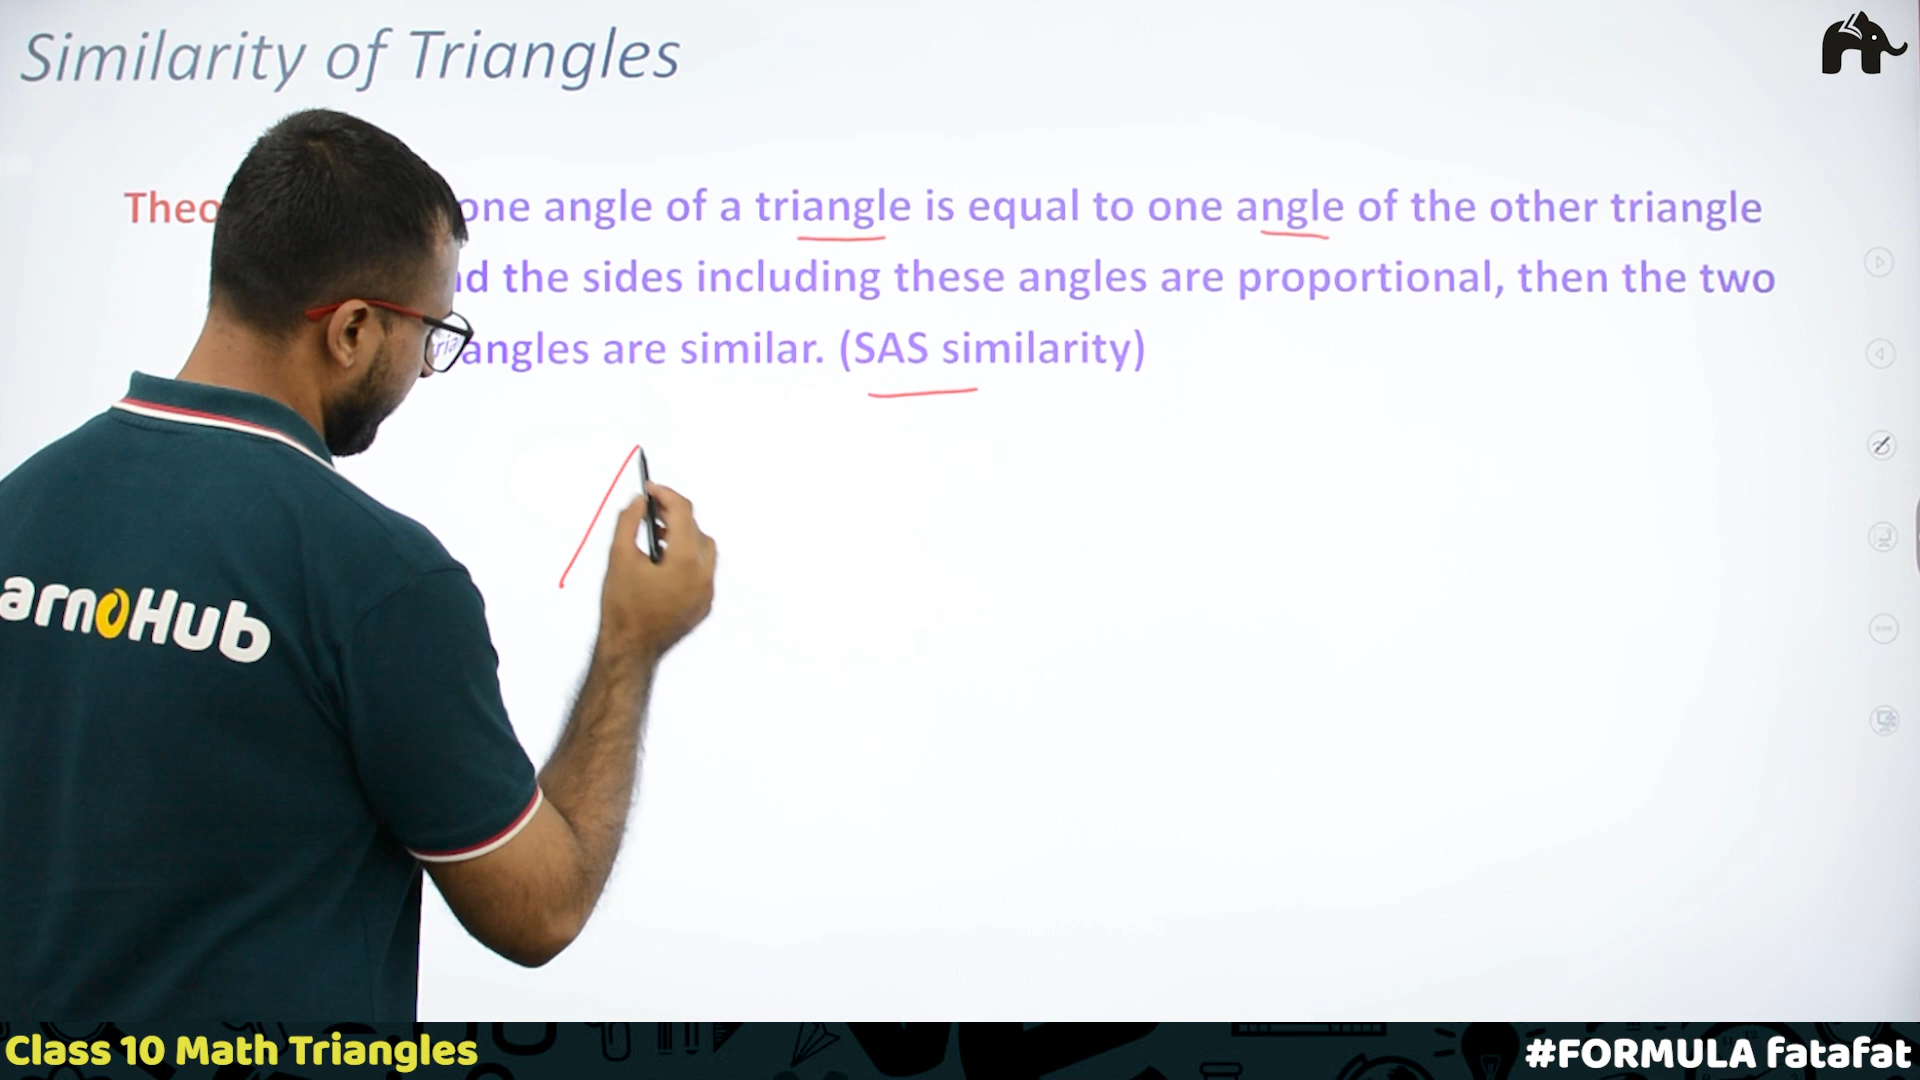 Similarity of Triangles
Theo one angle of a triangle is equal to one angle of the other triangle
d the sides including these angles are proportional, then the two
angles are similar. (SAS similarity)
arnoHub
Class 10 Math Triangles
#FORMULA fatafat